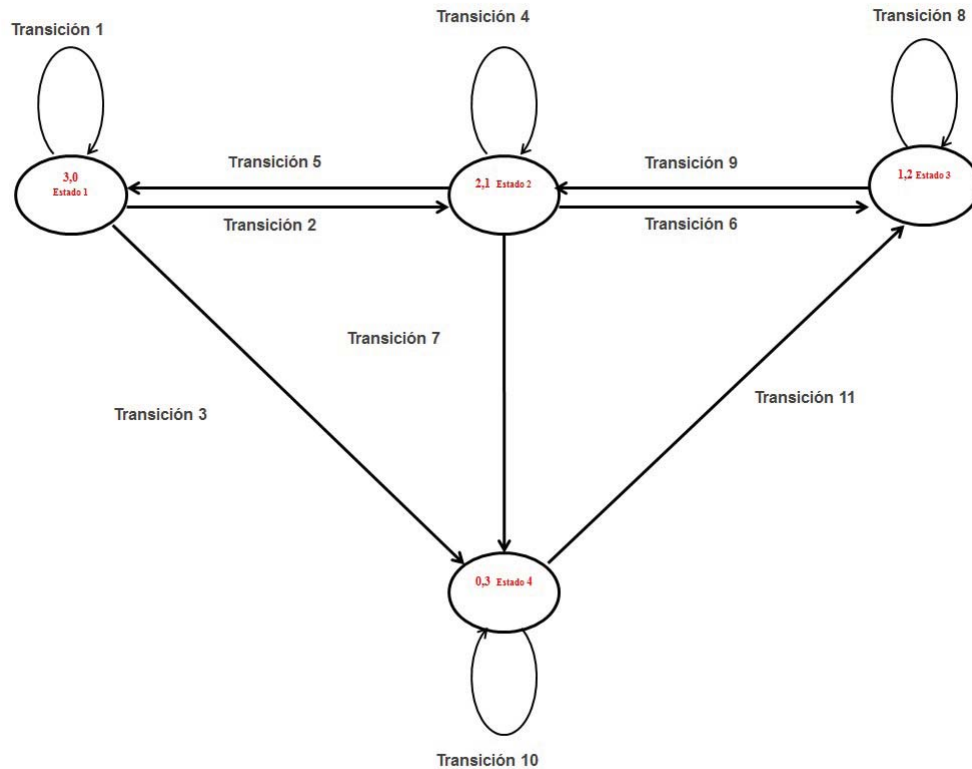 Transición 1
Transición 4
Transición 8
Transición 5
Transición 9
3,0
Estado 1
2,1 Estado 2
1,2 Estado 3
Transición 2
Transición 6
Transición 7
Transición 3
Transición 11
0,3 Estado 4
Transición 10